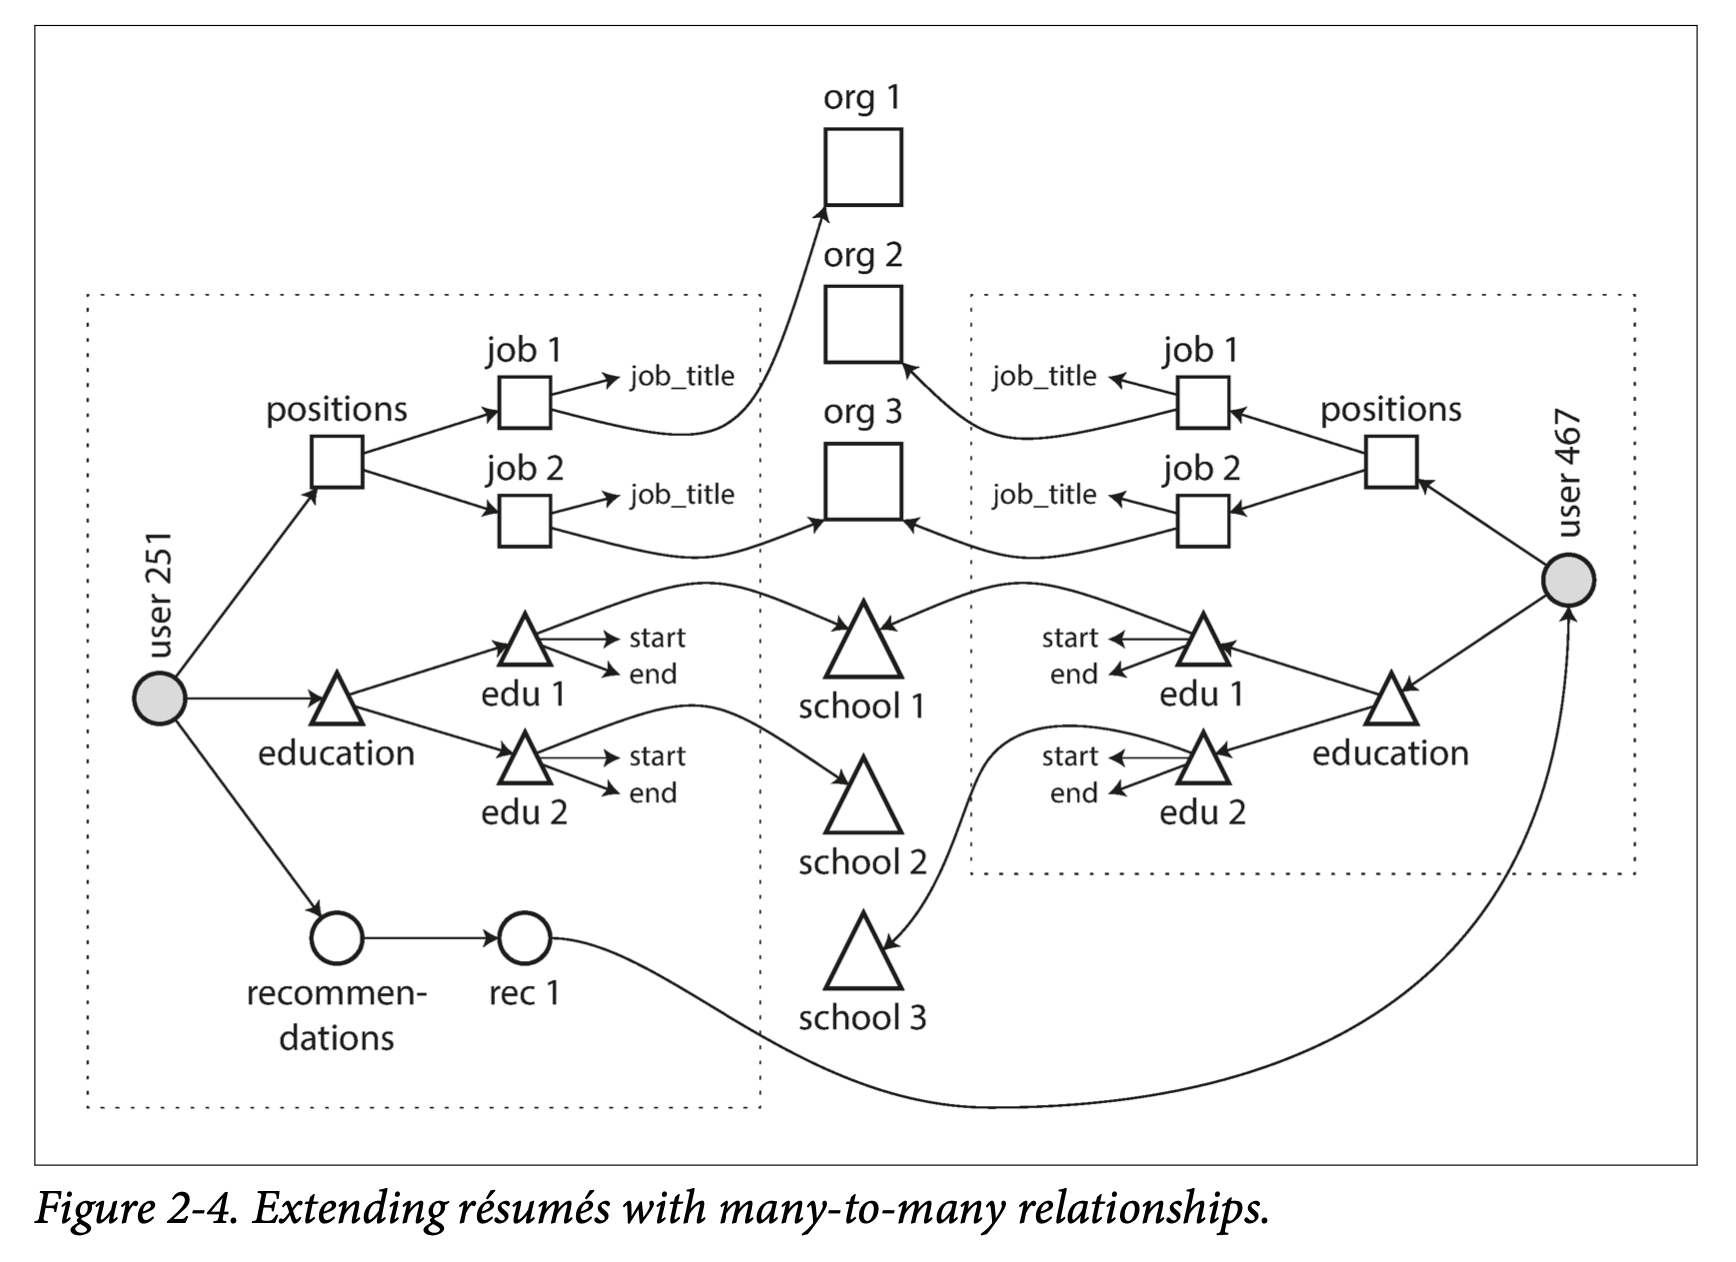 org 1
org 2
org 3
user 251
positions
job 1
job_title
job 2
job_title
education
edu 1
start
end
edu 2
start
end
recommen-
dations
rec 1
school 1
school 2
school 3
job 1
job_title
job 2
job_title
positions
user 467
edu 1
start
end
edu 2
start
end
education
Figure 2-4. Extending résumés with many-to-many relationships.